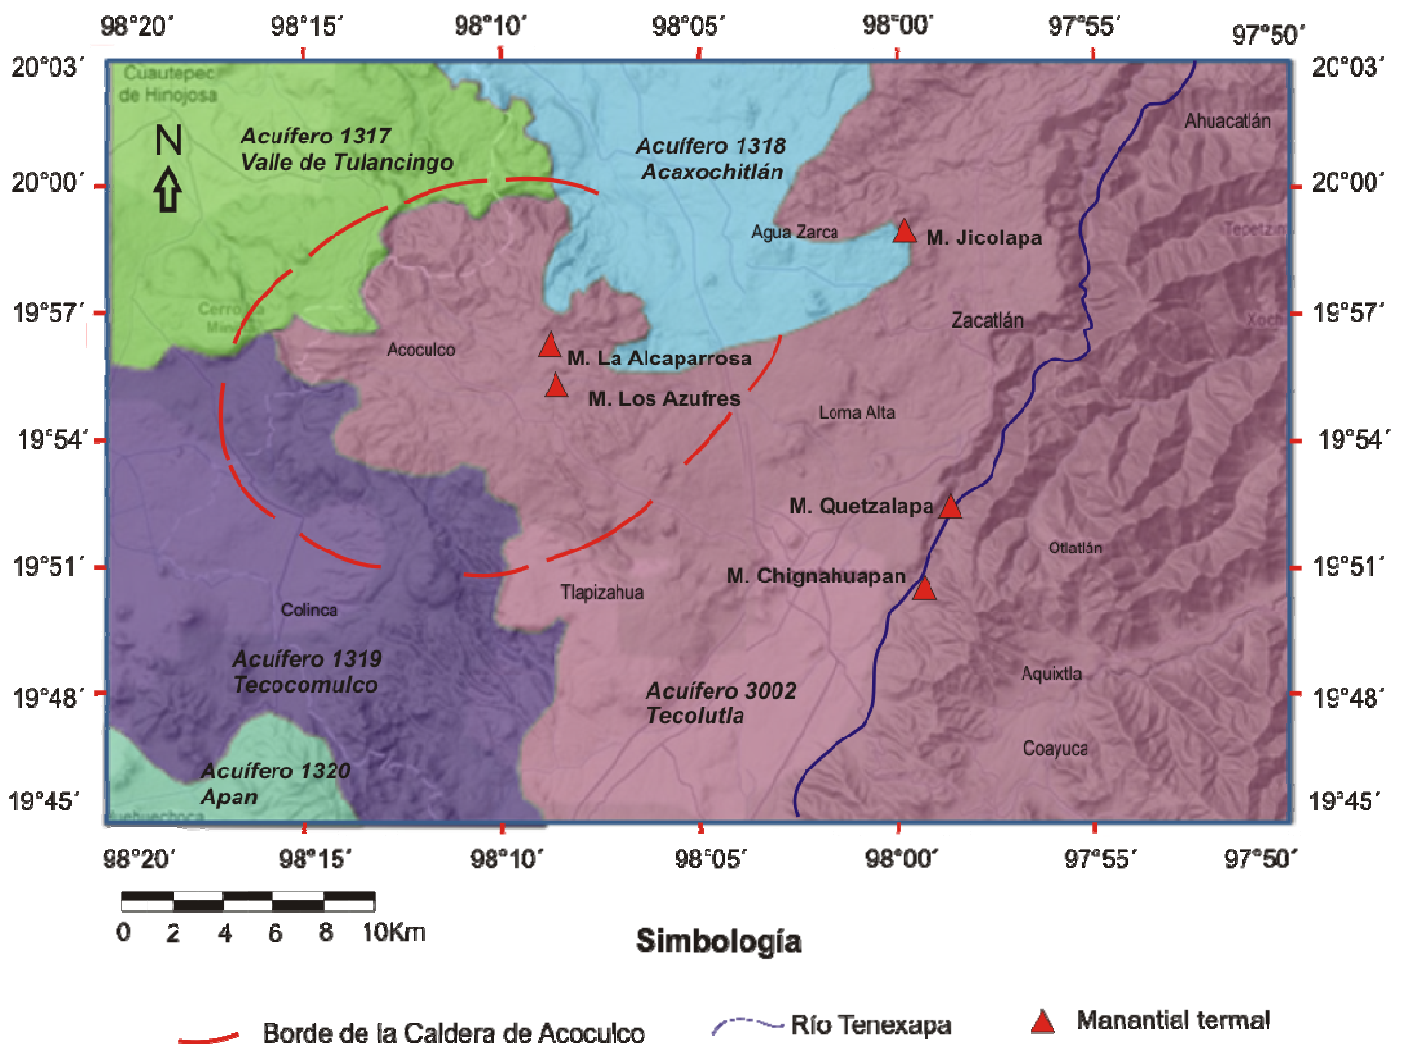 98°20´ 98°15´ 98°10´ 98°05´ 98°00´ 97°55´ 97°50´
20°03´ 20°03´
Cuautepec
de Hinojosa
Ahuacatlán
N
Acuífero 1317
Valle de Tulancingo
Acuífero 1318
Acaxochitlán
20°00´ 20°00´
Agua Zarca
M. Jicolapa
19°57´ 19°57´
Zacatlán
Acoculco
M. La Alcaparrosa
M. Los Azufres
Loma Alta
19°54´ 19°54´
M. Quetzalapa
Otlatlán
19°51´ 19°51´
M. Chignahuapan
Tlapizahua
Colinca
Acuífero 1319
Tecocomulco
Aquixtla
19°48´ 19°48´
Acuífero 3002
Tecolutla
Coayuca
Acuífero 1320
Apan
19°45´ 19°45´
98°20´ 98°15´ 98°10´ 98°05´ 98°00´ 97°55´ 97°50´
0 2 4 6 8 10Km
Simbología
Borde de la Caldera de Acoculco
Río Tenexapa
Manantial termal